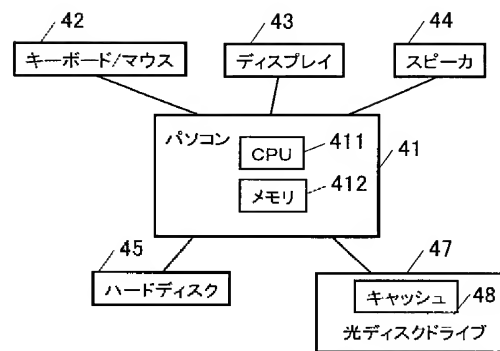 42
43
44
キーボード/マウス
ディスプレイ
スピーカ
パソコン
CPU
411
41
メモリ
412
45
47
ハードディスク
キャッシュ
48
光ディスクドライブ